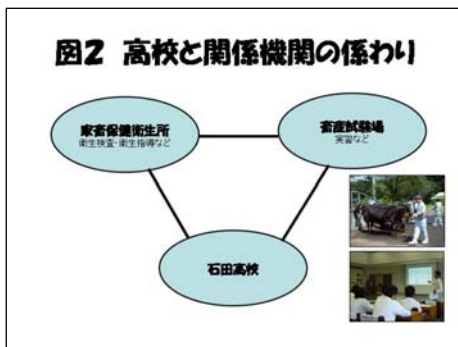 図2 高校と関係機関の係わり
家畜保健衛生所
衛生検査・衛生指導など
畜産試験場
実習など
石田高校